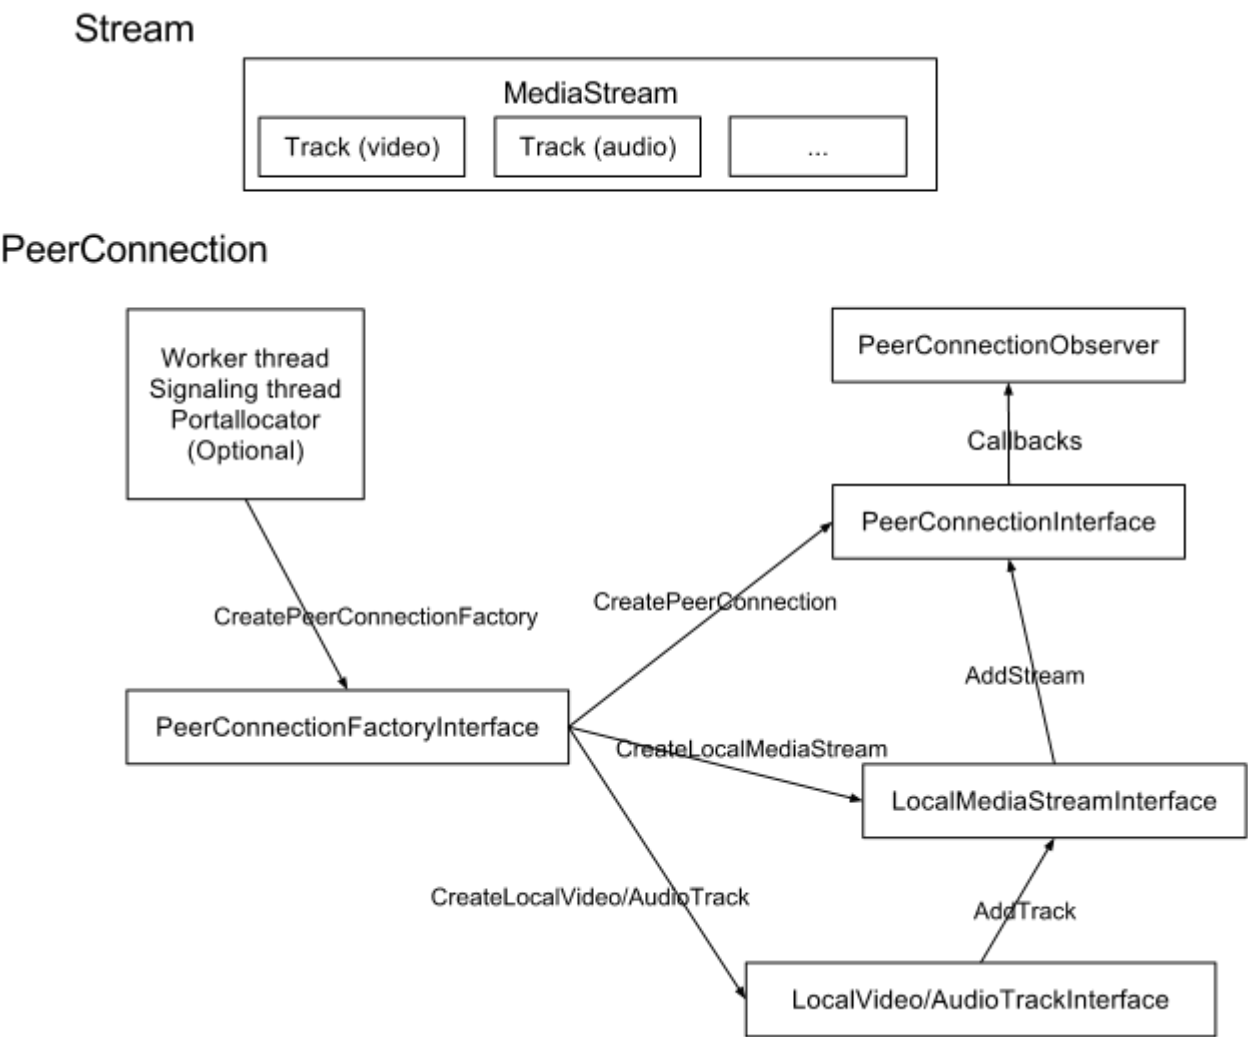 Stream
MediaStream
Track (video)
Track (audio)
...
PeerConnection
Worker thread
Signaling thread
Portallocator
(Optional)
PeerConnectionObserver
Callbacks
PeerConnectionInterface
CreatePeerConnectionFactory
CreatePeerConnection
AddStream
PeerConnectionFactoryInterface
CreateLocalMediaStream
LocalMediaStreamInterface
CreateLocalVideo/AudioTrack
AddTrack
LocalVideo/AudioTrackInterface